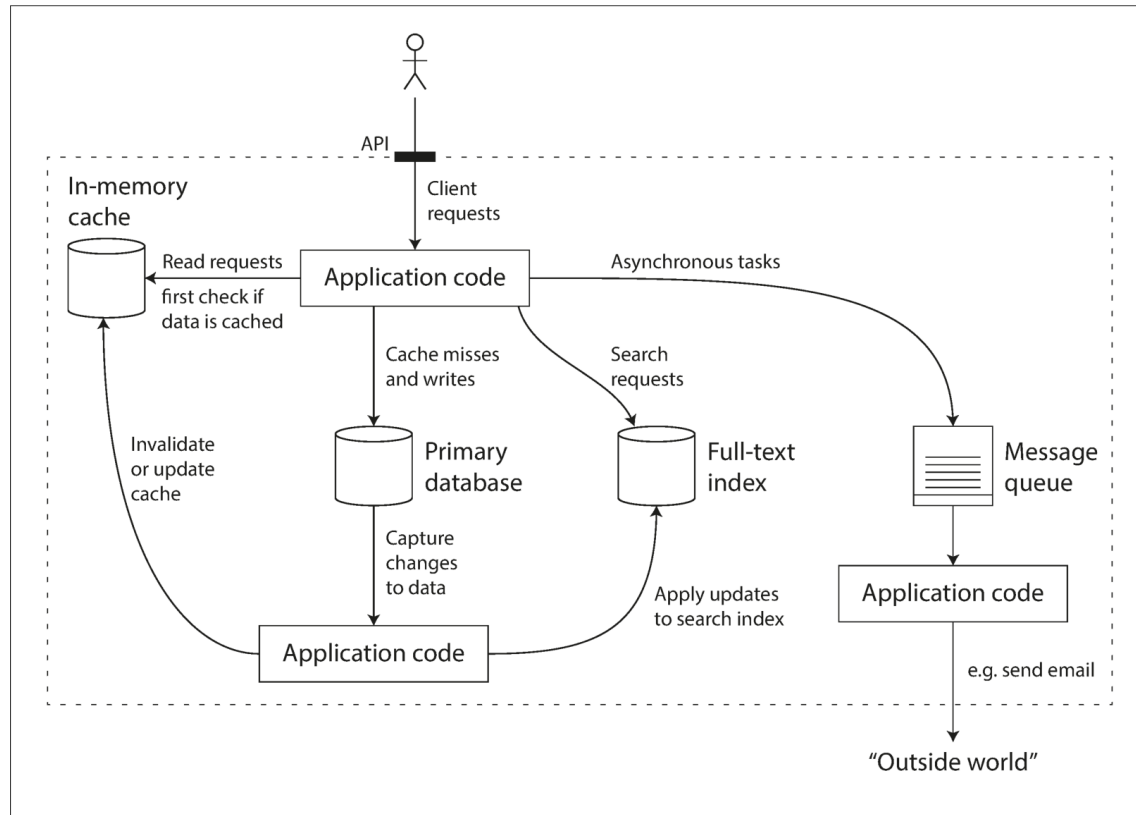 API
Client
requests
In-memory
cache
Read requests
first check if
data is cached
Application code
Asynchronous tasks
Cache misses
and writes
Search
requests
Invalidate
or update
cache
Primary
database
Full-text
index
Message
queue
Capture
changes
to data
Apply updates
to search index
Application code
Application code
e.g. send email
“Outside world”